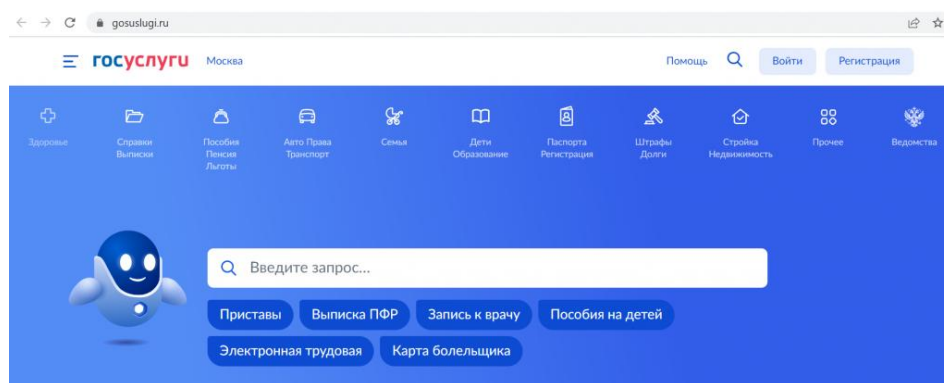 gosuslugi.ru
госуслуги Москва Помощь Войти Регистрация
Здоровье
Справки
Выписки
Пособия
Пенсия
Льготы
Авто Права
Транспорт
Семья
Дети
Образование
Паспорта
Регистрация
Штрафы
Долги
Стройка
Недвижимость
Прочее
Ведомства
Введите запрос...
Приставы Выписка ПФР Запись к врачу Пособия на детей
Электронная трудовая Карта болельщика